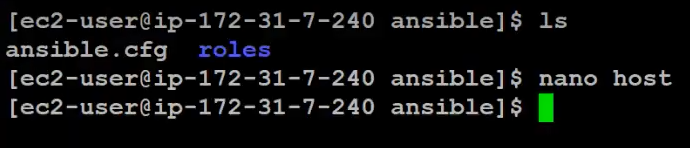 [ec2-user@ip-172-31-7-240 ansible]$ ls
ansible.cfg  roles
[ec2-user@ip-172-31-7-240 ansible]$ nano host
[ec2-user@ip-172-31-7-240 ansible]$